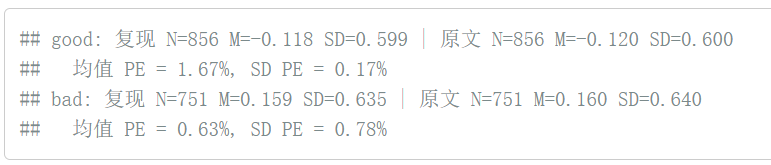 ## good: 复现 N=856 M=-0.118 SD=0.599 | 原文 N=856 M=-0.120 SD=0.600
##   均值 PE = 1.67%, SD PE = 0.17%
## bad: 复现 N=751 M=0.159 SD=0.635 | 原文 N=751 M=0.160 SD=0.640
##   均值 PE = 0.63%, SD PE = 0.78%